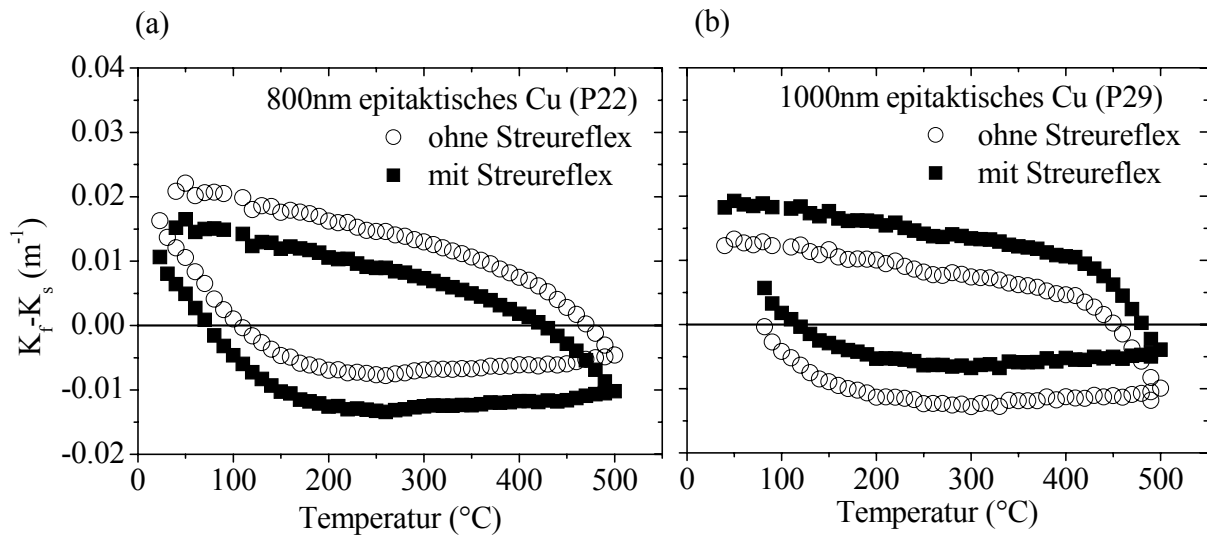 (a)
(b)
K_f-K_s (m^-1)
0.04
0.03
0.02
0.01
0.00
-0.01
-0.02
800nm epitaktisches Cu (P22)
ohne Streureflex
mit Streureflex
0 100 200 300 400 500
Temperatur (°C)
1000nm epitaktisches Cu (P29)
ohne Streureflex
mit Streureflex
100 200 300 400 500
Temperatur (°C)